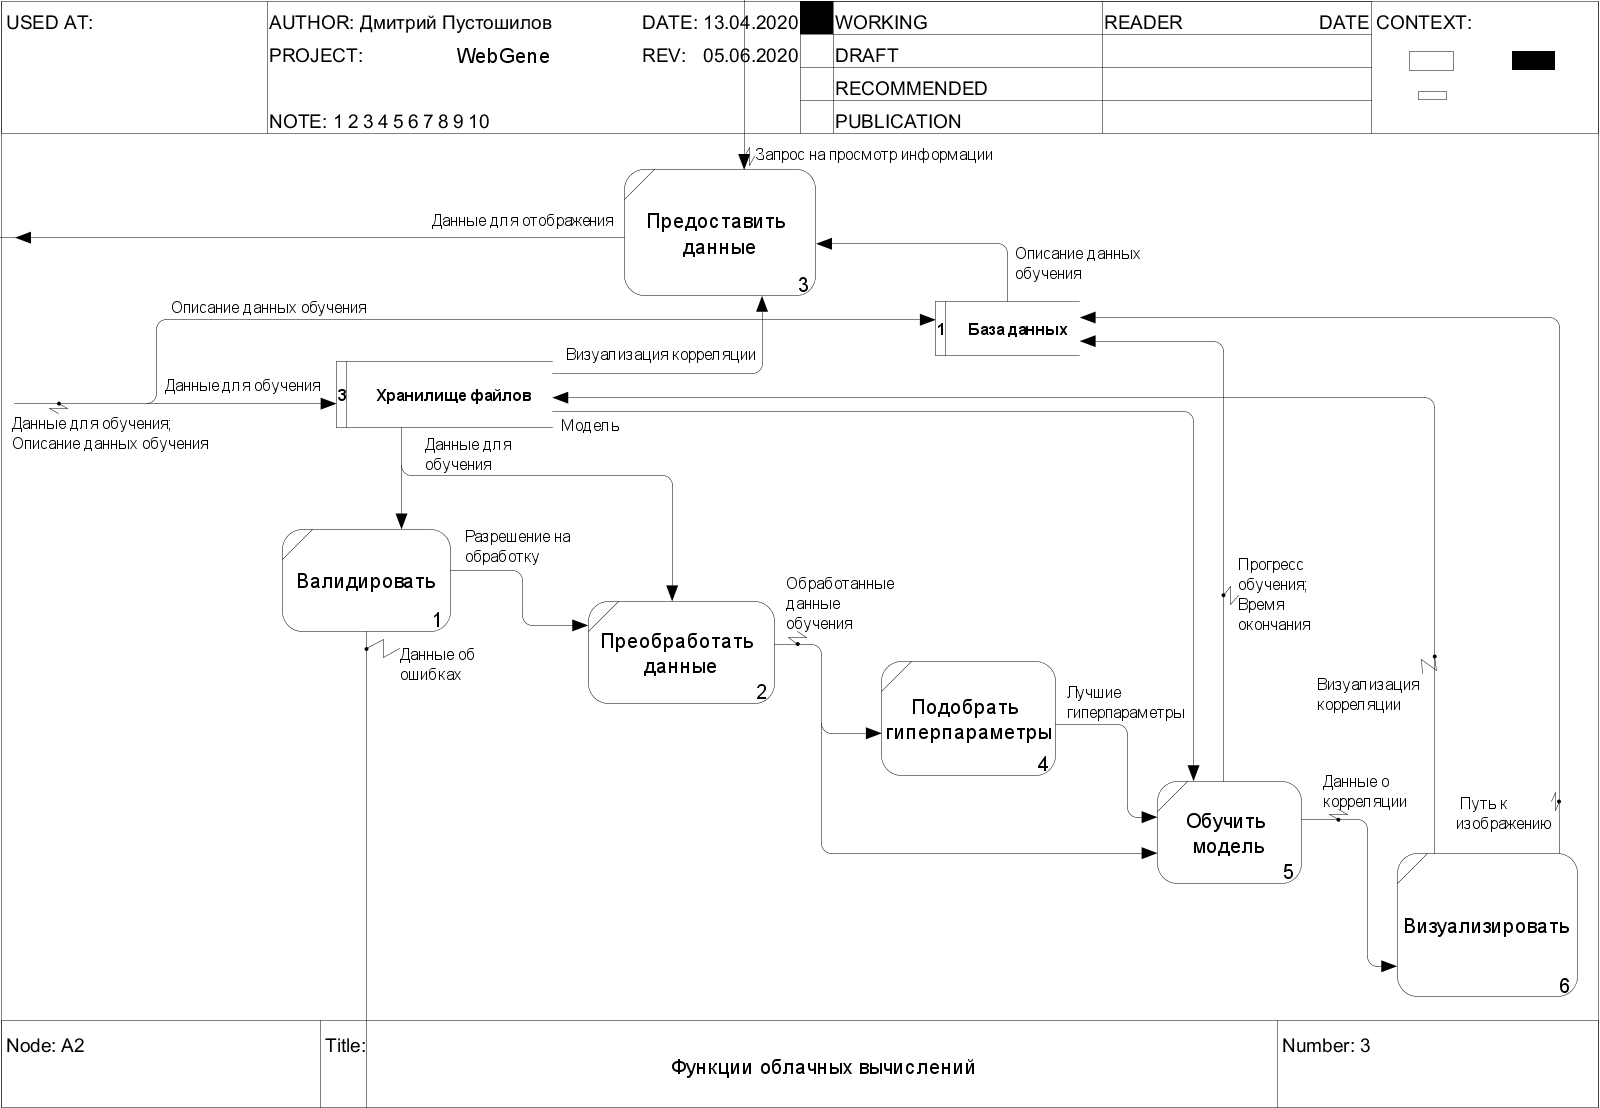 USED AT:
AUTHOR: Дмитрий Пустошилов
DATE: 13.04.2020
WORKING
READER
DATE
CONTEXT:
PROJECT: WebGene
REV: 05.06.2020
DRAFT
RECOMMENDED
NOTE: 1 2 3 4 5 6 7 8 9 10
PUBLICATION
Запрос на просмотр информации
Данные для отображения
Предоставить
данные
3
Описание данных
обучения
Описание данных обучения
1
База данных
Визуализация корреляции
Данные для обучения
3
Хранилище файлов
Данные для обучения;
Описание данных обучения
Модель
Данные для
обучения
Разрешение на
обработку
Валидировать
1
Данные об
ошибках
Обработанные
данные
обучения
Преобработать
данные
2
Прогресс
обучения;
Время
окончания
Подобрать
гиперпараметры
4
Лучшие
гиперпараметры
Визуализация
корреляции
Данные о
корреляции
Путь к
изображению
Обучить
модель
5
Визуализировать
6
Node: A2
Title:
Функции облачных вычислений
Number: 3